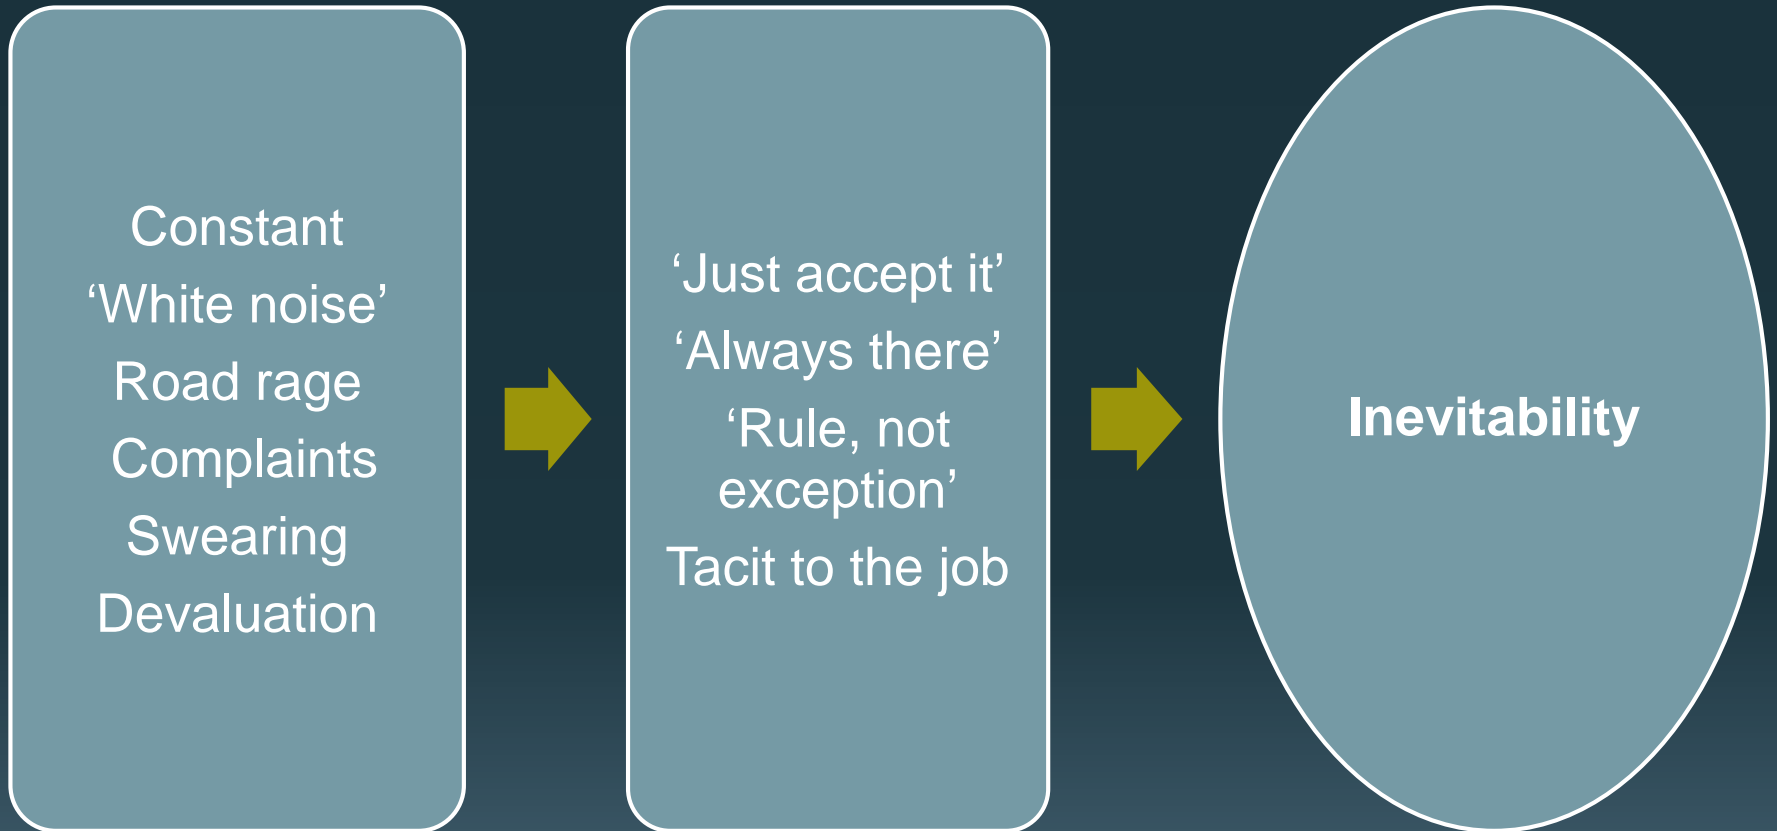 Constant
‘White noise’
Road rage
Complaints
Swearing
Devaluation
‘Just accept it’
‘Always there’
‘Rule, not
exception’
Tacit to the job
Inevitability